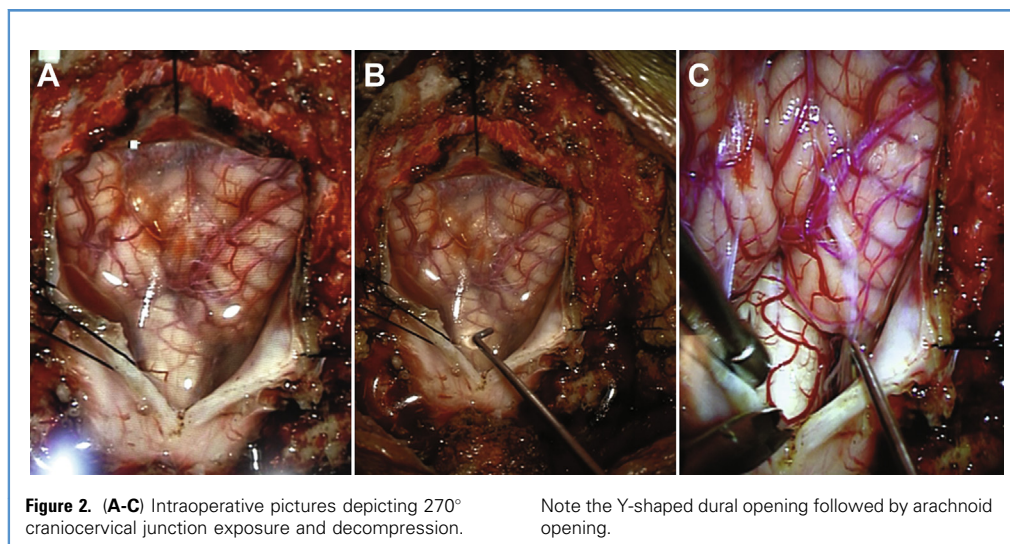 A
B
C
Figure 2. (A-C) Intraoperative pictures depicting 270°
craniocervical junction exposure and decompression.
Note the Y-shaped dural opening followed by arachnoid
opening.